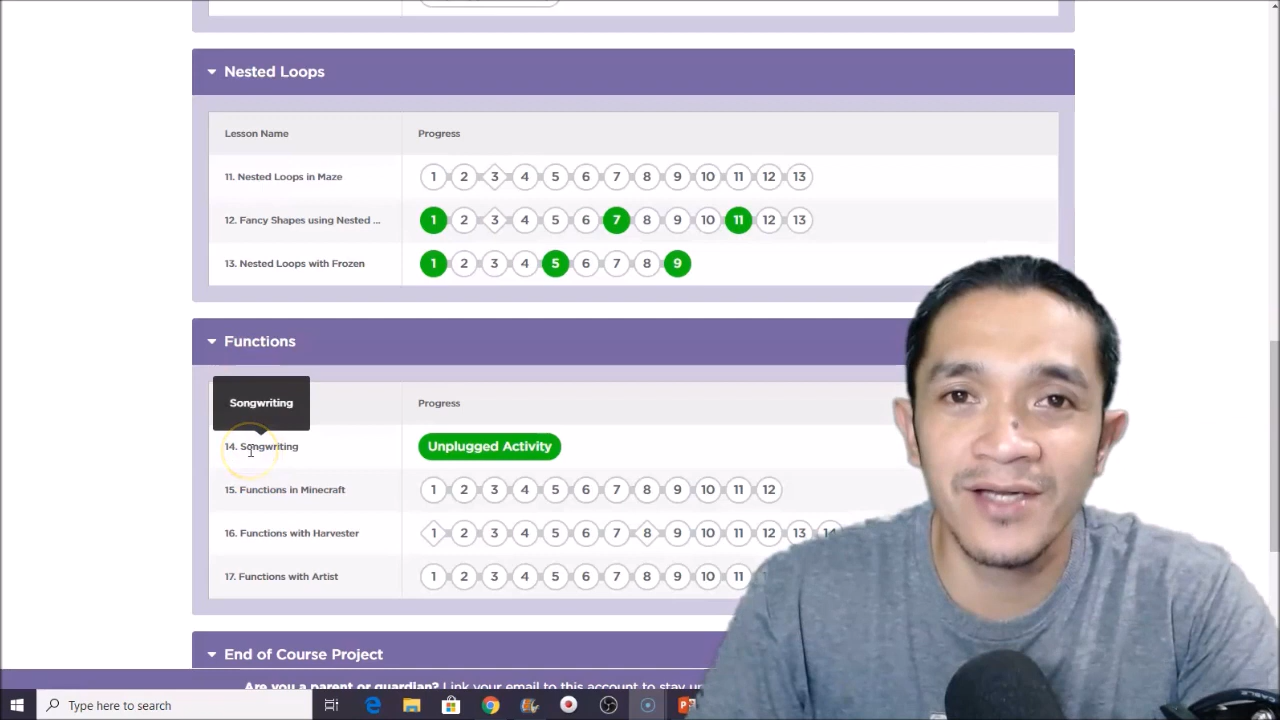 Nested Loops
Lesson Name Progress
11. Nested Loops in Maze 1 2 3 4 5 6 7 8 9 10 11 12 13
12. Fancy Shapes using Nested ... 1 2 3 4 5 6 7 8 9 10 11 12 13
13. Nested Loops with Frozen 1 2 3 4 5 6 7 8 9
Functions
Songwriting Progress
14. Songwriting Unplugged Activity
15. Functions in Minecraft 1 2 3 4 5 6 7 8 9 10 11 12
16. Functions with Harvester 1 2 3 4 5 6 7 8 9 10 11 12 13 14
17. Functions with Artist 1 2 3 4 5 6 7 8 9 10 11
End of Course Project
Are you a parent or guardian? Link your email to this account to stay
Type here to search
CABLE